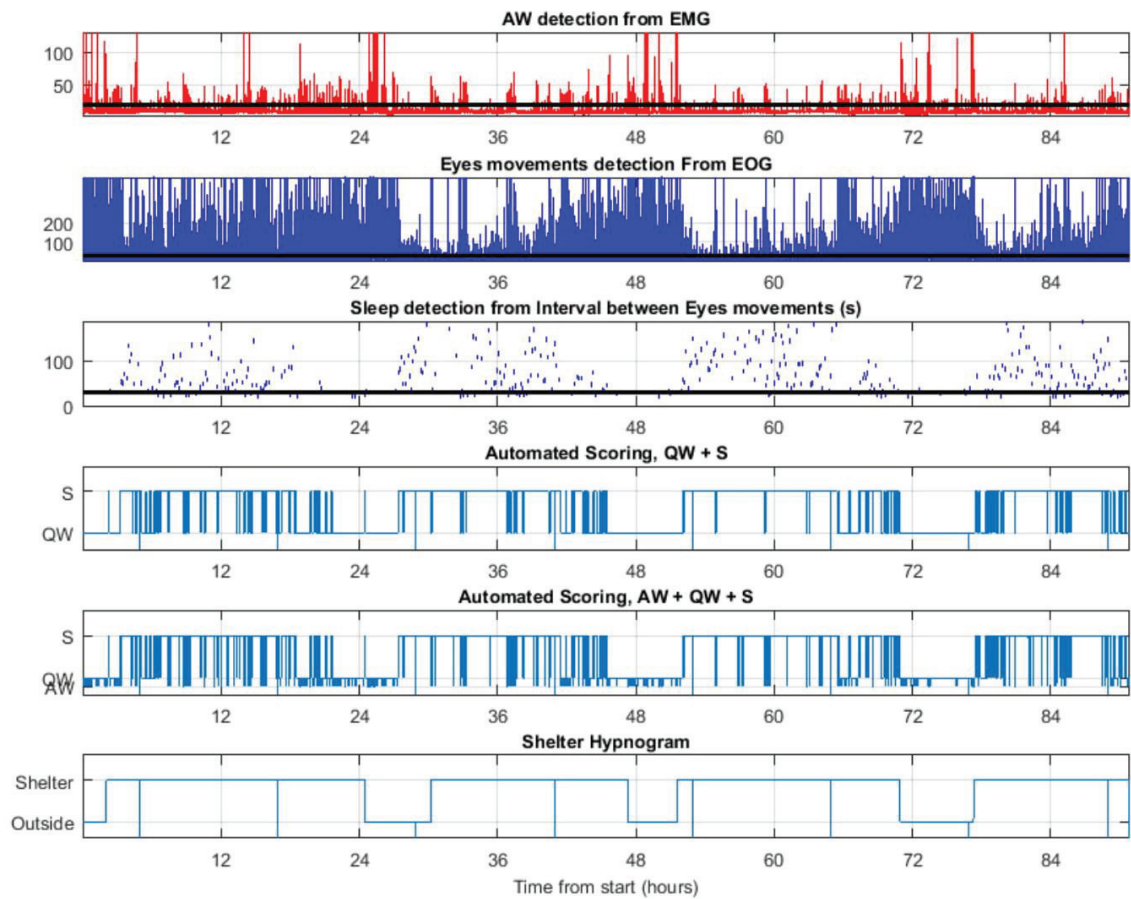 AW detection from EMG
100
50
12 24 36 48 60 72 84
Eyes movements detection From EOG
200
100
12 24 36 48 60 72 84
Sleep detection from Interval between Eyes movements (s)
100
0
12 24 36 48 60 72 84
Automated Scoring, QW + S
S
QW
12 24 36 48 60 72 84
Automated Scoring, AW + QW + S
S
QW
AW
12 24 36 48 60 72 84
Shelter Hypnogram
Shelter
Outside
12 24 36 48 60 72 84
Time from start (hours)